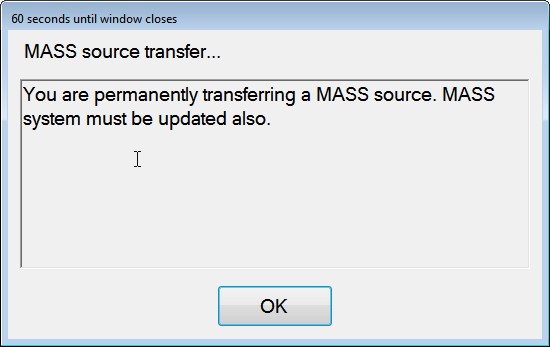 60 seconds until window closes
MASS source transfer...
You are permanently transferring a MASS source. MASS
system must be updated also.
OK